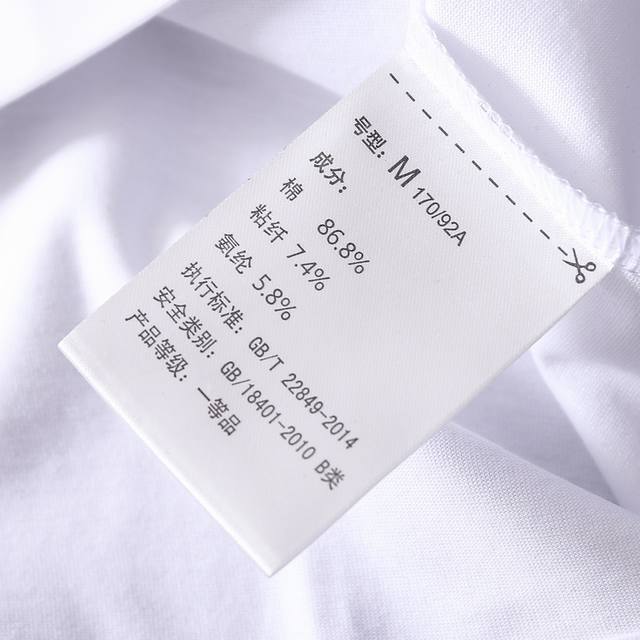 号型：M 170/92A
成分：
棉 86.8%
粘纤 7.4%
氨纶 5.8%
执行标准：GB/T 22849-2014
安全类别：GB/18401-2010 B类
产品等级：一等品